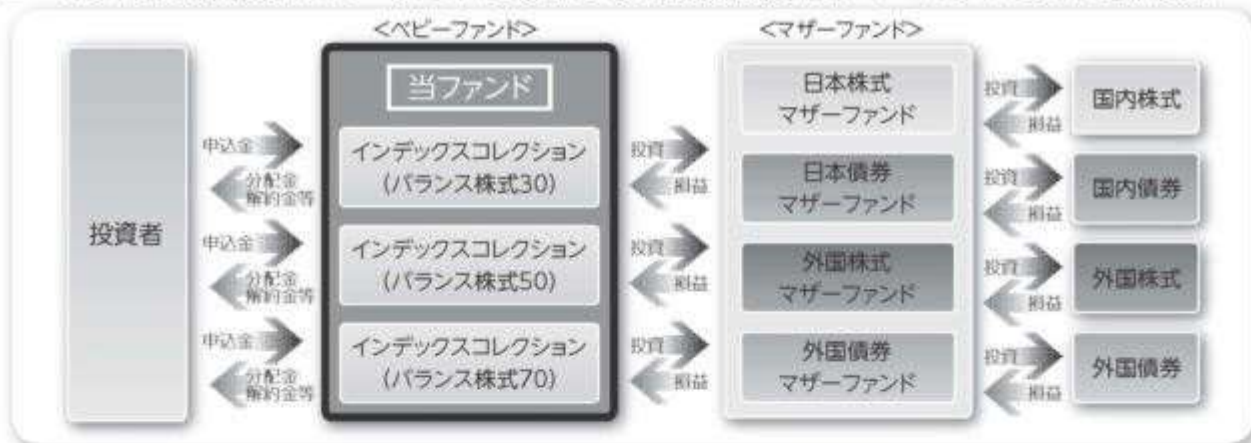 <ベビーファンド>
<マザーファンド>
投資者
申込金
分配金
解約金等
申込金
分配金
解約金等
申込金
分配金
解約金等
当ファンド
インデックスコレクション
(バランス株式30)
インデックスコレクション
(バランス株式50)
インデックスコレクション
(バランス株式70)
投資
損益
投資
損益
投資
損益
日本株式
マザーファンド
日本債券
マザーファンド
外国株式
マザーファンド
外国債券
マザーファンド
投資
損益
投資
損益
投資
損益
投資
損益
国内株式
国内債券
外国株式
外国債券